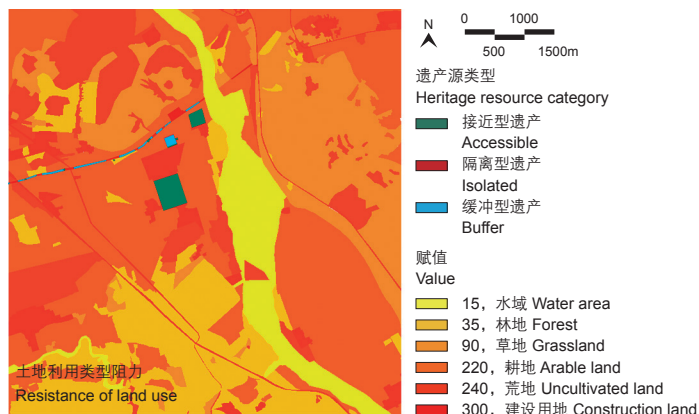 N
0 1000
500 1500m
遗产源类型
Heritage resource category
接近型遗产
Accessible
隔离型遗产
Isolated
缓冲型遗产
Buffer
赋值
Value
15，水域 Water area
35，林地 Forest
90，草地 Grassland
220，耕地 Arable land
240，荒地 Uncultivated land
300，建设用地 Construction land
土地利用类型阻力
Resistance of land use